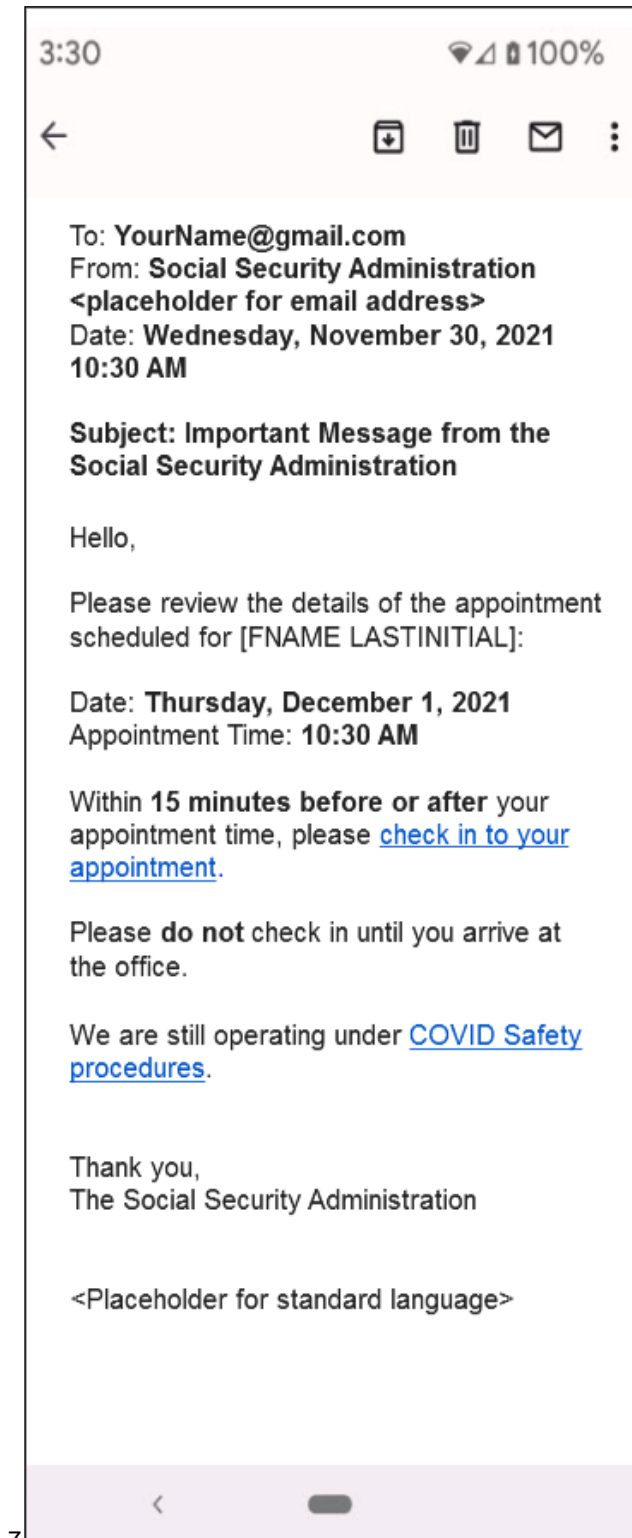 3:30 100%
To: YourName@gmail.com
From: Social Security Administration
<placeholder for email address>
Date: Wednesday, November 30, 2021
10:30 AM
Subject: Important Message from the
Social Security Administration
Hello,
Please review the details of the appointment
scheduled for [FNAME LASTINITIAL]:
Date: Thursday, December 1, 2021
Appointment Time: 10:30 AM
Within 15 minutes before or after your
appointment time, please check in to your
appointment.
Please do not check in until you arrive at
the office.
We are still operating under COVID Safety
procedures.
Thank you,
The Social Security Administration
<Placeholder for standard language>